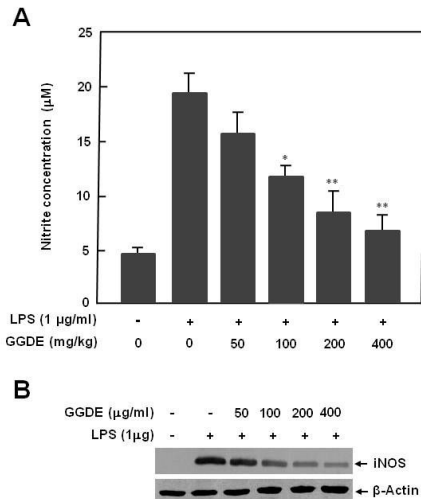 A
Nitrite concentration (μM)
25
20
15
10
5
0
*
**
**
LPS (1 μg/ml) - + + + + +
GGDE (mg/kg) 0 0 50 100 200 400
B
GGDE (μg/ml) - - 50 100 200 400
LPS (1μg) - + + + + +
iNOS
β-Actin